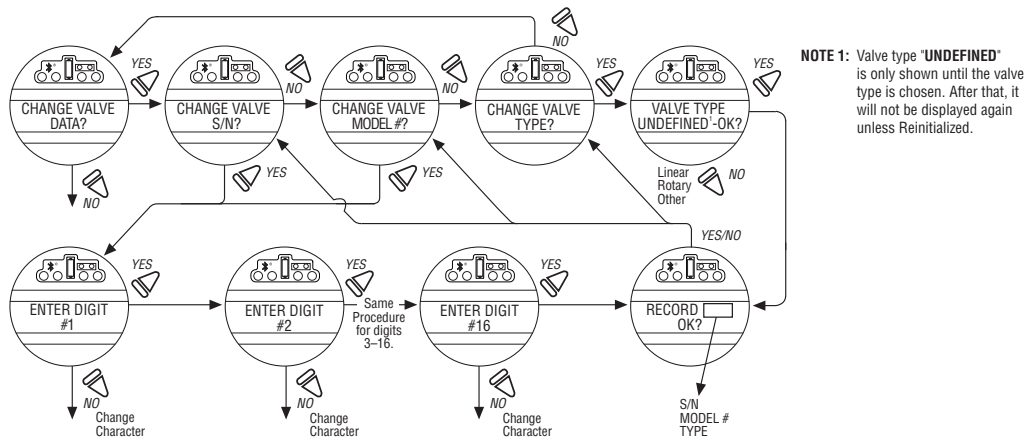 NO
YES
NO
NO
YES
YES
CHANGE VALVE
DATA?
CHANGE VALVE
S/N?
CHANGE VALVE
MODEL #?
CHANGE VALVE
TYPE?
VALVE TYPE
UNDEFINED¹-OK?
NOTE 1: Valve type "UNDEFINED"
is only shown until the valve
type is chosen. After that, it
will not be displayed again
unless Reinitialized.
NO
YES
YES
Linear
Rotary
Other
NO
YES/NO
YES
YES
YES
ENTER DIGIT
#1
ENTER DIGIT
#2
Same
Procedure
for digits
3–16.
ENTER DIGIT
#16
RECORD
OK?
NO
Change
Character
NO
Change
Character
NO
Change
Character
S/N
MODEL #
TYPE